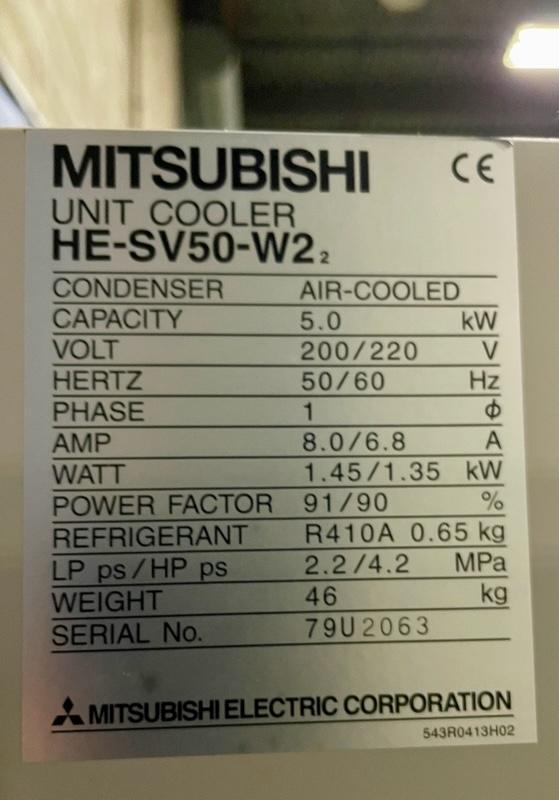 MITSUBISHI CE
UNIT COOLER
HE-SV50-W2 2
CONDENSER AIR-COOLED
CAPACITY 5.0 kW
VOLT 200/220 V
HERTZ 50/60 Hz
PHASE 1 ϕ
AMP 8.0/6.8 A
WATT 1.45/1.35 kW
POWER FACTOR 91/90 %
REFRIGERANT R410A 0.65 kg
LP ps/HP ps 2.2/4.2 MPa
WEIGHT 46 kg
SERIAL No. 79U2063
MITSUBISHI ELECTRIC CORPORATION
543R0413H02